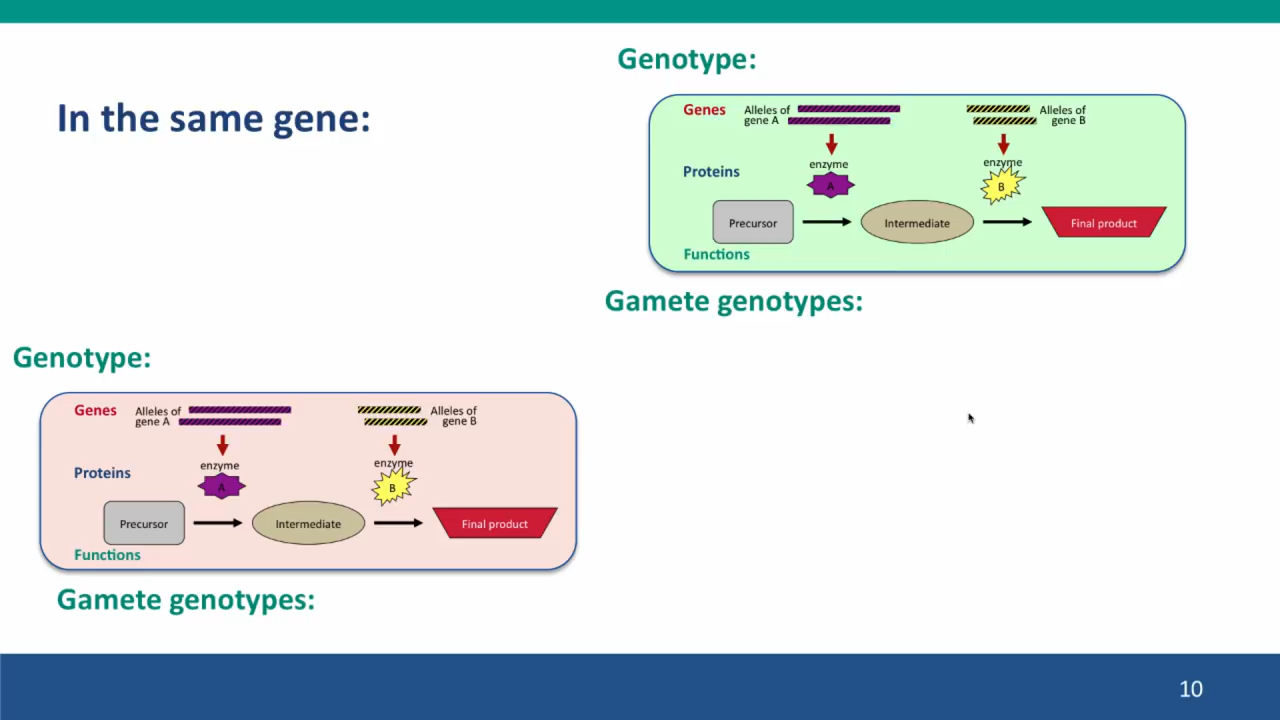 In the same gene:
Genotype:
Genes
Alleles of
gene A
Alleles of
gene B
enzyme
enzyme
Proteins
A
B
Precursor
Intermediate
Final product
Functions
Gamete genotypes:
Genotype:
Genes
Alleles of
gene A
Alleles of
gene B
enzyme
enzyme
Proteins
A
B
Precursor
Intermediate
Final product
Functions
Gamete genotypes:
10